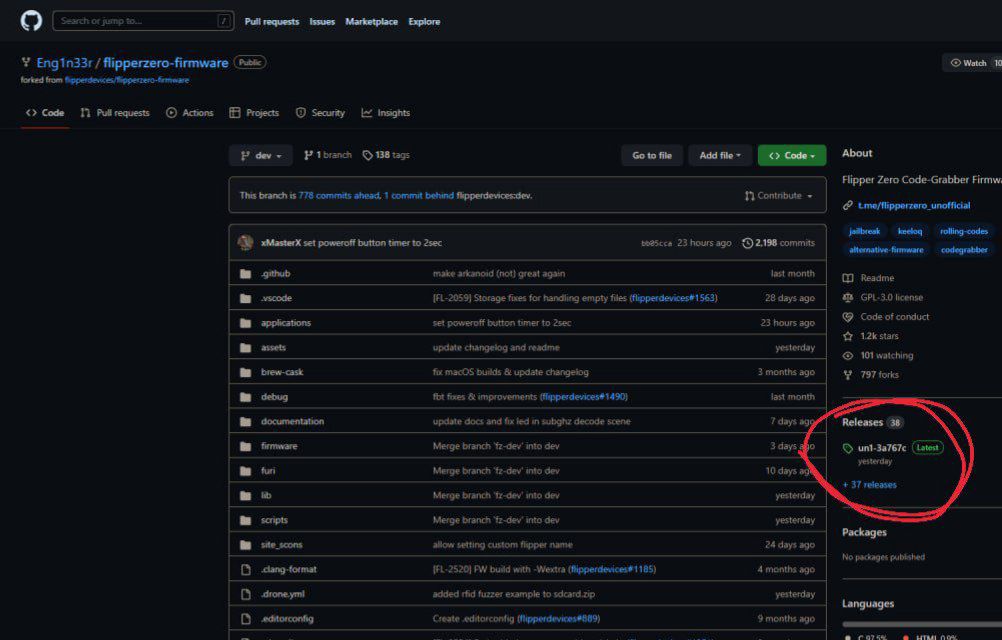 Search or jump to... /
Pull requests Issues Marketplace Explore
Eng1n33r / flipperzero-firmware Public
Watch 10
forked from flipperdevices/flipperzero-firmware
Code Pull requests Actions Projects Security Insights
dev 1 branch 138 tags Go to file Add file Code
This branch is 778 commits ahead, 1 commit behind flipperdevices:dev. Contribute
xMasterX set poweroff button timer to 2sec bb05cca 23 hours ago 2,198 commits
.github make arkanoid (not) great again last month
.vscode [FL-2059] Storage fixes for handling empty files (flipperdevices#1563) 28 days ago
applications set poweroff button timer to 2sec 23 hours ago
assets update changelog and readme yesterday
brew-cask fix macOS builds & update changelog 3 months ago
debug fbt fixes & improvements (flipperdevices#1490) last month
documentation update docs and fix led in subghz decode scene 7 days ago
firmware Merge branch 'fz-dev' into dev 3 days ago
furi Merge branch 'fz-dev' into dev 10 days ago
lib Merge branch 'fz-dev' into dev yesterday
scripts Merge branch 'fz-dev' into dev yesterday
site_scons allow setting custom flipper name 24 days ago
.clang-format [FL-2520] FW build with -Wextra (flipperdevices#1185) 4 months ago
.drone.yml added rfid fuzzer example to sdcard.zip yesterday
.editorconfig Create .editorconfig (flipperdevices#889) 9 months ago
About
Flipper Zero Code-Grabber Firmwa
t.me/flipperzero_unofficial
jailbreak keeloq rolling-codes
alternative-firmware codegrabber
Readme
GPL-3.0 license
Code of conduct
1.2k stars
101 watching
797 forks
Releases 38
un1-3a767c Latest
yesterday
+ 37 releases
Packages
No packages published
Languages
C 97.5% HTML 0.9%